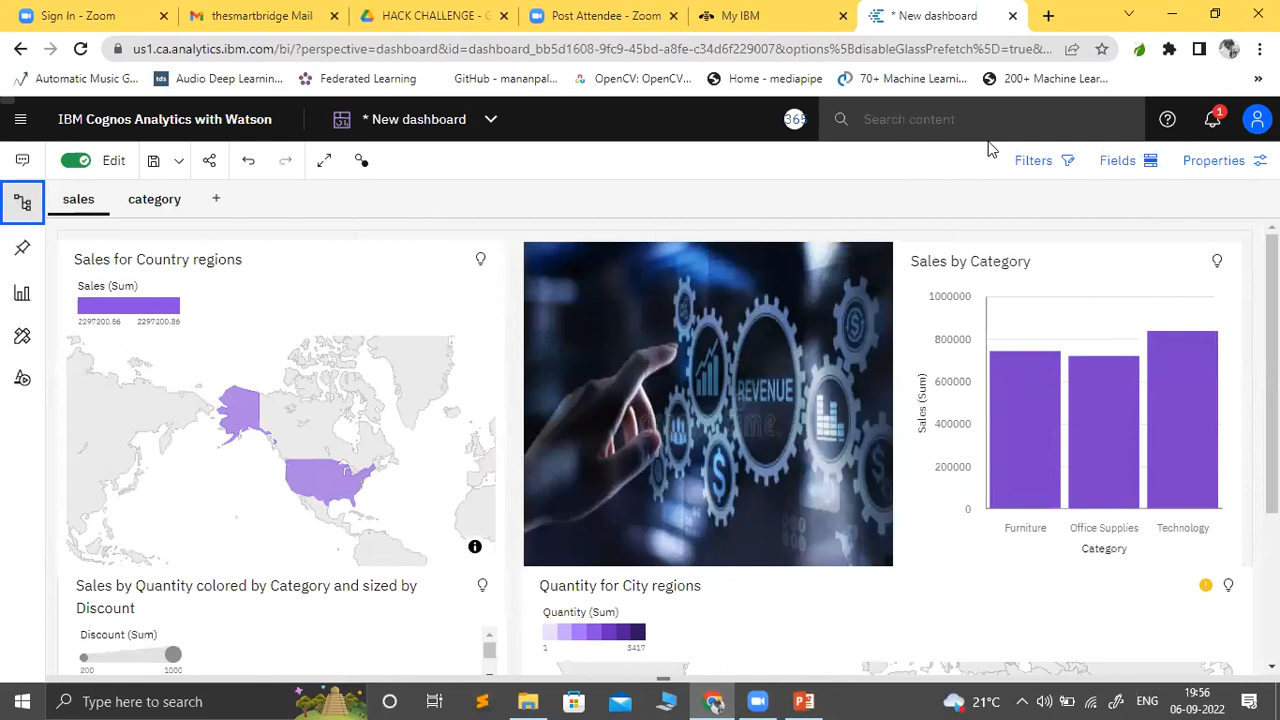 Sign In - Zoom
thesmartbridge Mail
HACK CHALLENGE - G
Post Attendee - Zoom
My IBM
* New dashboard
us1.ca.analytics.ibm.com/bi/?perspective=dashboard&id=dashboard_bb5d1608-9fc9-45bd-a8fe-c34d6f229007&options%5BdisableGlassPrefetch%5D=true&...
Automatic Music G...
tds Audio Deep Learnin...
Federated Learning
GitHub - mananpal...
OpenCV: OpenCV...
Home - mediapipe
70+ Machine Learni...
200+ Machine Lear...
»
IBM Cognos Analytics with Watson
* New dashboard
365
Search content
1
Edit
Filters
Fields
Properties
sales
category
+
Sales for Country regions
Sales (Sum)
2297200.86 2297200.86
REVENUE
Sales by Category
1000000
800000
600000
400000
200000
0
Sales (Sum)
Furniture Office Supplies Technology
Category
Sales by Quantity colored by Category and sized by
Discount
Discount (Sum)
200 1000
Quantity for City regions
Quantity (Sum)
1 3417
Type here to search
21°C
ENG
19:56
06-09-2022